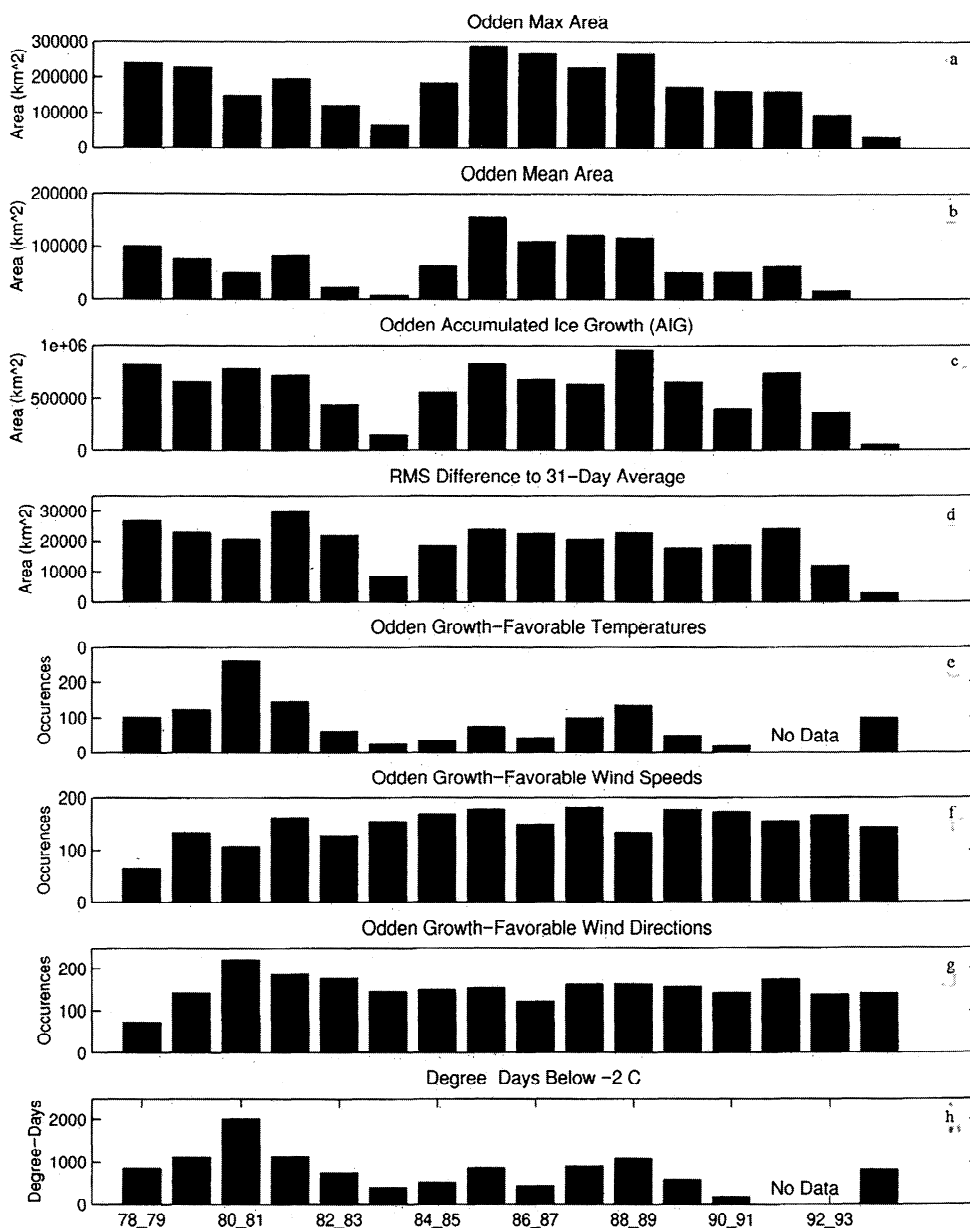 Odden Max Area
300000
200000
100000
0
Area (km^2)
a
Odden Mean Area
200000
100000
0
Area (km^2)
b
Odden Accumulated Ice Growth (AIG)
1e+06
500000
0
Area (km^2)
c
RMS Difference to 31-Day Average
30000
20000
10000
0
Area (km^2)
d
Odden Growth-Favorable Temperatures
0
200
100
0
Occurences
e
No Data
Odden Growth-Favorable Wind Speeds
200
100
0
Occurences
f
Odden Growth-Favorable Wind Directions
200
100
0
Occurences
g
Degree Days Below -2 C
2000
1000
0
Degree-Days
h
No Data
78_79 80_81 82_83 84_85 86_87 88_89 90_91 92_93